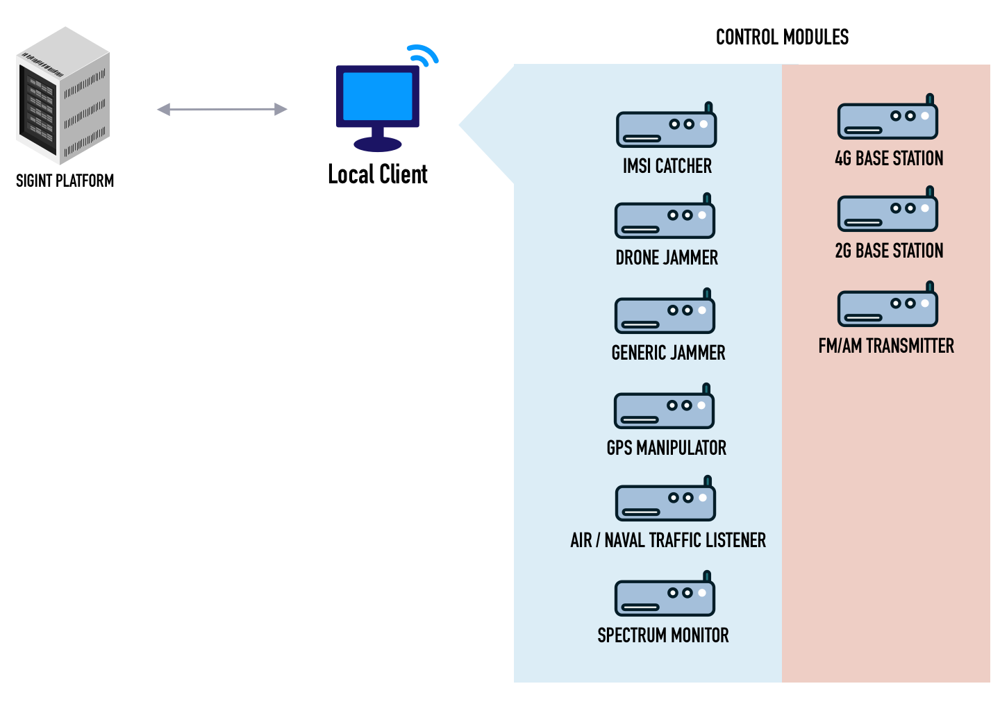 CONTROL MODULES
SIGINT PLATFORM
Local Client
IMSI CATCHER
DRONE JAMMER
GENERIC JAMMER
GPS MANIPULATOR
AIR / NAVAL TRAFFIC LISTENER
SPECTRUM MONITOR
4G BASE STATION
2G BASE STATION
FM/AM TRANSMITTER